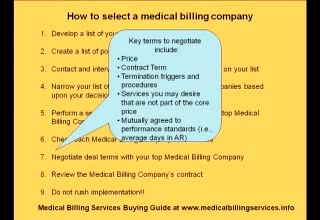 How to select a medical billing company
1. Develop a list of your
2. Create a list of po
3. Contact and interv on your list
4. Narrow your list of panies based
upon your decision
5. Perform a se top Medical
Billing Co
6. Che
7. Negotiate deal terms with your top Medical Billing Company
8. Review the Medical Billing Company's contract
9. Do not rush implementation!!
Medical Billing Services Buying Guide at www.medicalbillingservices.info
Key terms to negotiate
include:
• Price
• Contract Term
• Termination triggers and
procedures
• Services you may desire
that are not part of the core
price
• Mutually agreed to
performance standards (i.e.,
average days in AR)